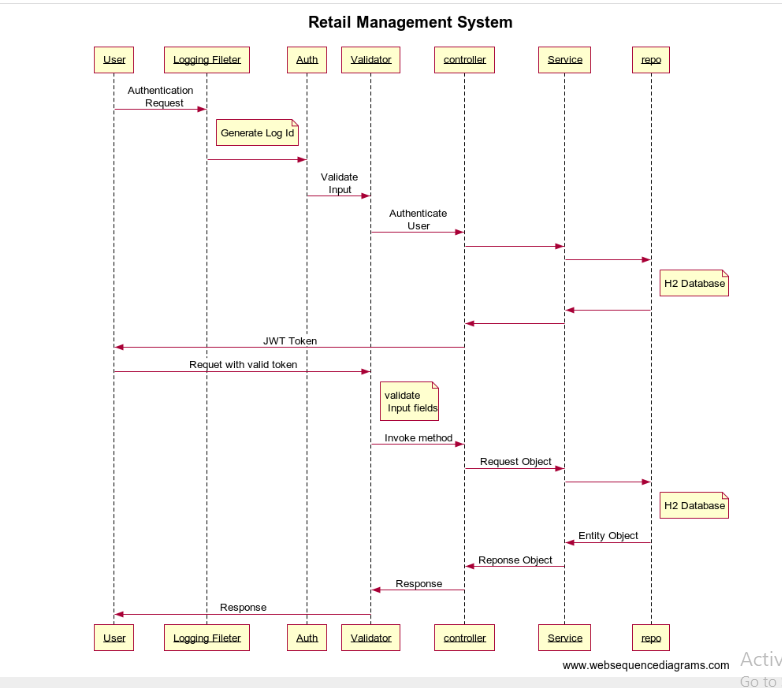 Retail Management System
User Logging Fileter Auth Validator controller Service repo
Authentication
Request
Generate Log Id
Validate
Input
Authenticate
User
H2 Database
JWT Token
Requet with valid token
validate
Input fields
Invoke method
Request Object
H2 Database
Entity Object
Reponse Object
Response
Response
User Logging Fileter Auth Validator controller Service repo
www.websequencediagrams.com
Activ
Go to